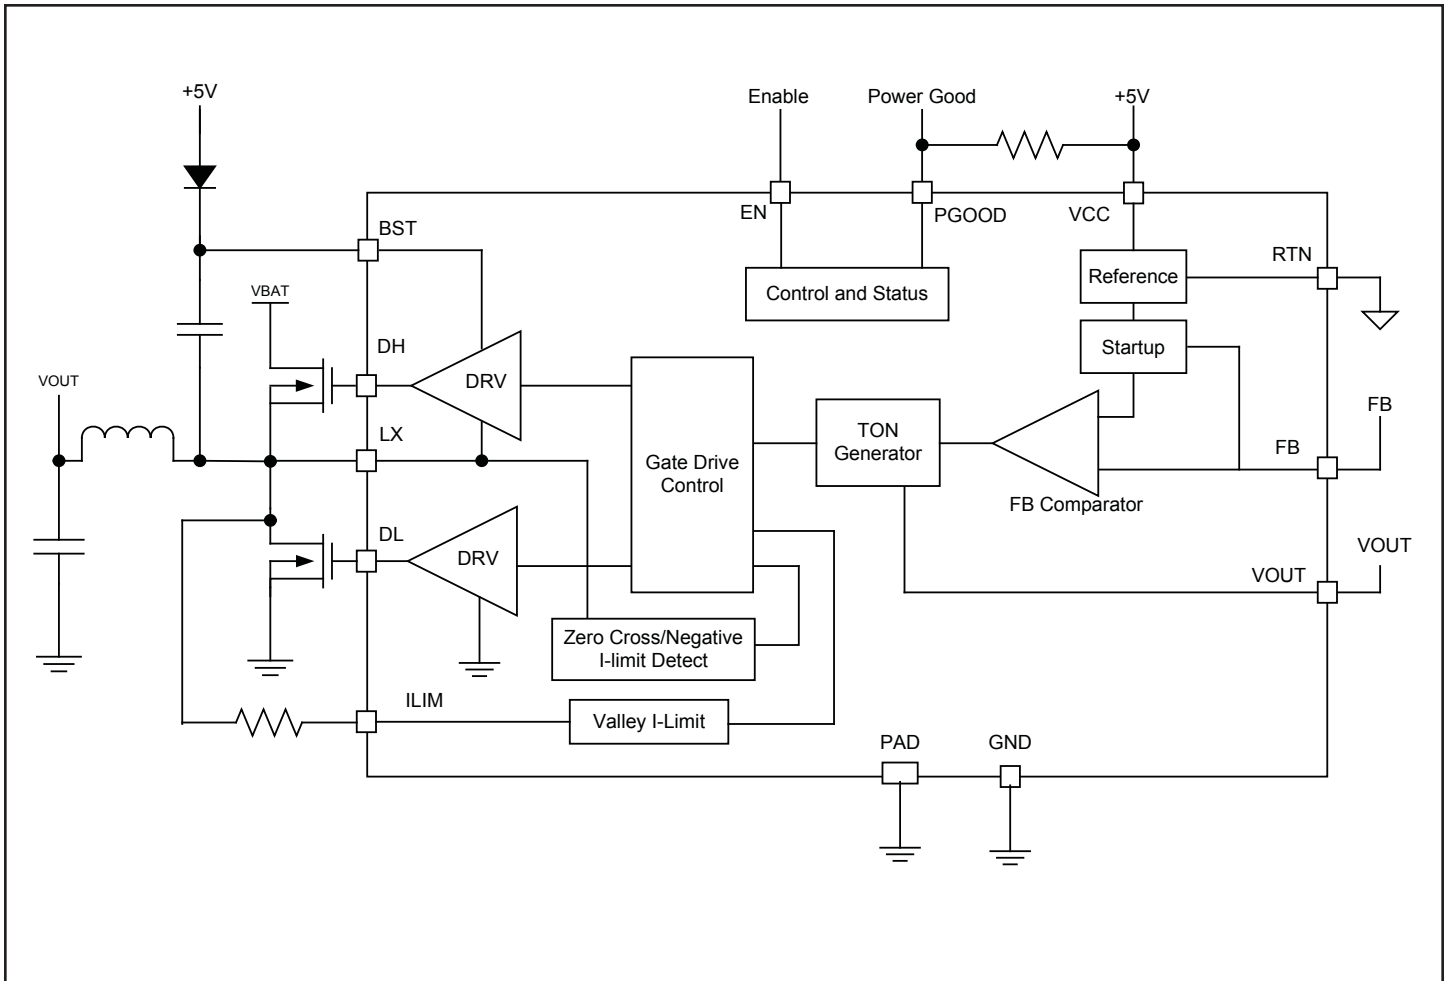 +5V
Enable
Power Good
+5V
EN
PGOOD
VCC
BST
RTN
Reference
VBAT
Control and Status
DH
Startup
DRV
VOUT
FB
LX
TON
Generator
FB
Gate Drive
Control
FB Comparator
DL
DRV
VOUT
VOUT
Zero Cross/Negative
I-limit Detect
ILIM
Valley I-Limit
PAD
GND